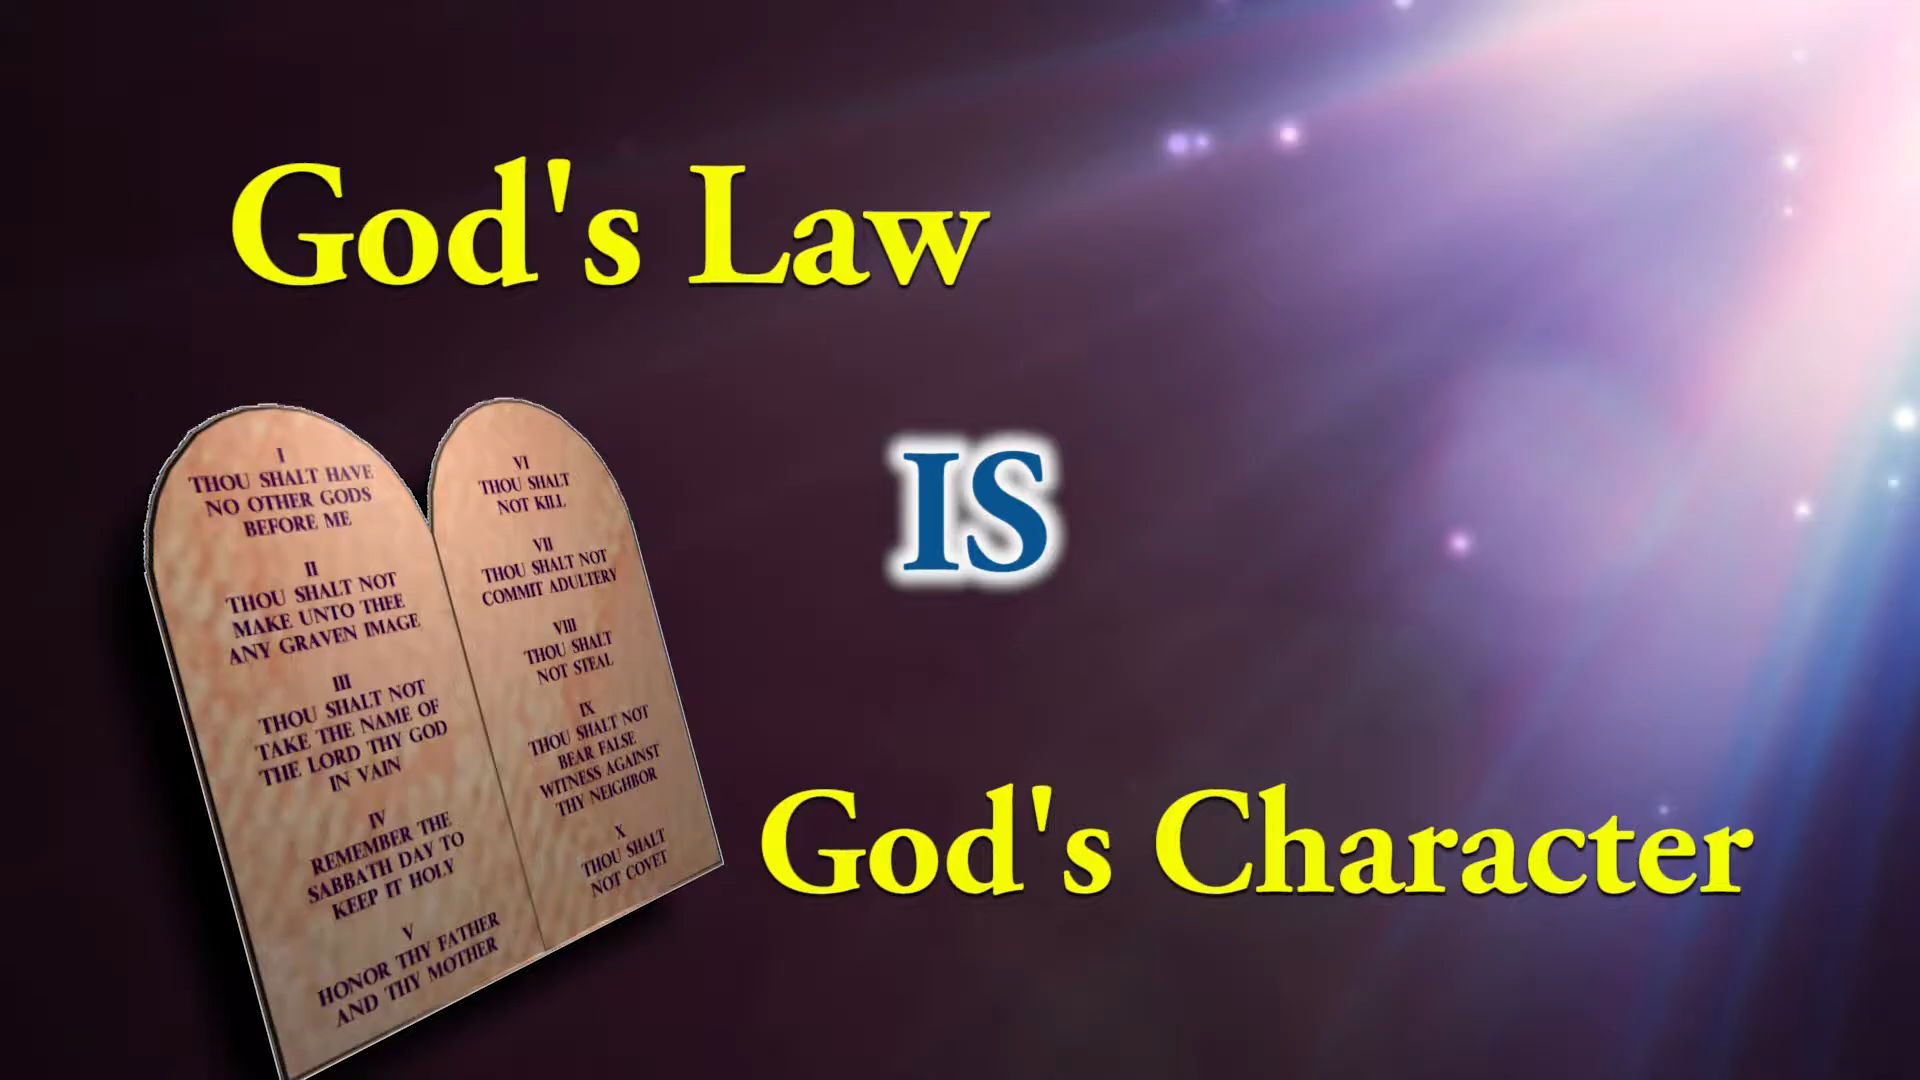 God's Law
IS
God's Character
I
THOU SHALT HAVE
NO OTHER GODS
BEFORE ME
II
THOU SHALT NOT
MAKE UNTO THEE
ANY GRAVEN IMAGE
III
THOU SHALT NOT
TAKE THE NAME OF
THE LORD THY GOD
IN VAIN
IV
REMEMBER THE
SABBATH DAY TO
KEEP IT HOLY
V
HONOR THY FATHER
AND THY MOTHER
VI
THOU SHALT
NOT KILL
VII
THOU SHALT NOT
COMMIT ADULTERY
VIII
THOU SHALT
NOT STEAL
IX
THOU SHALT NOT
BEAR FALSE
WITNESS AGAINST
THY NEIGHBOR
X
THOU SHALT
NOT COVET